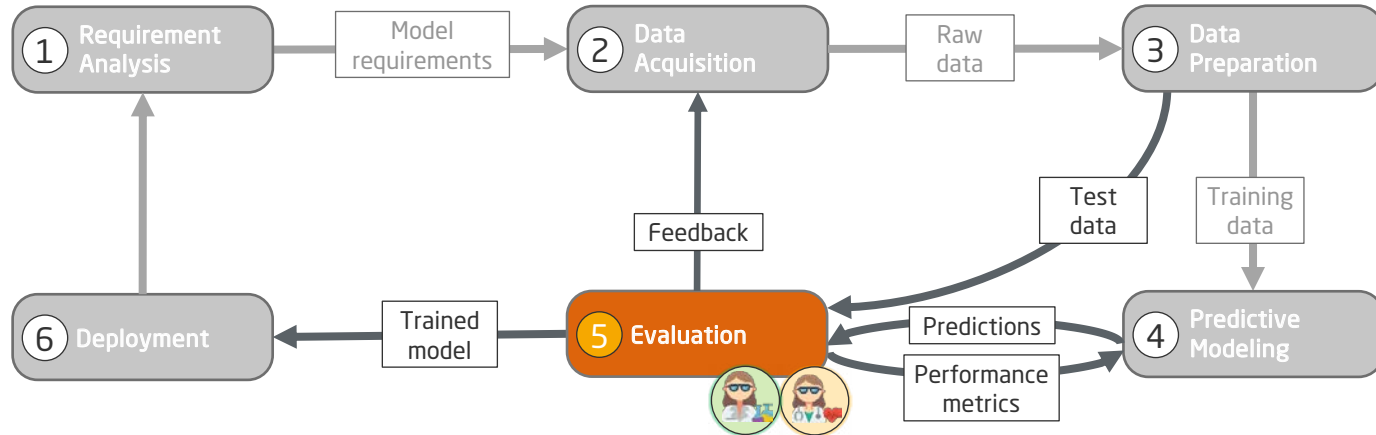 1
Requirement
Analysis
Model
requirements
2
Data
Acquisition
Raw
data
3
Data
Preparation
Feedback
Test
data
Training
data
6
Deployment
Trained
model
5
Evaluation
Predictions
Performance
metrics
4
Predictive
Modeling